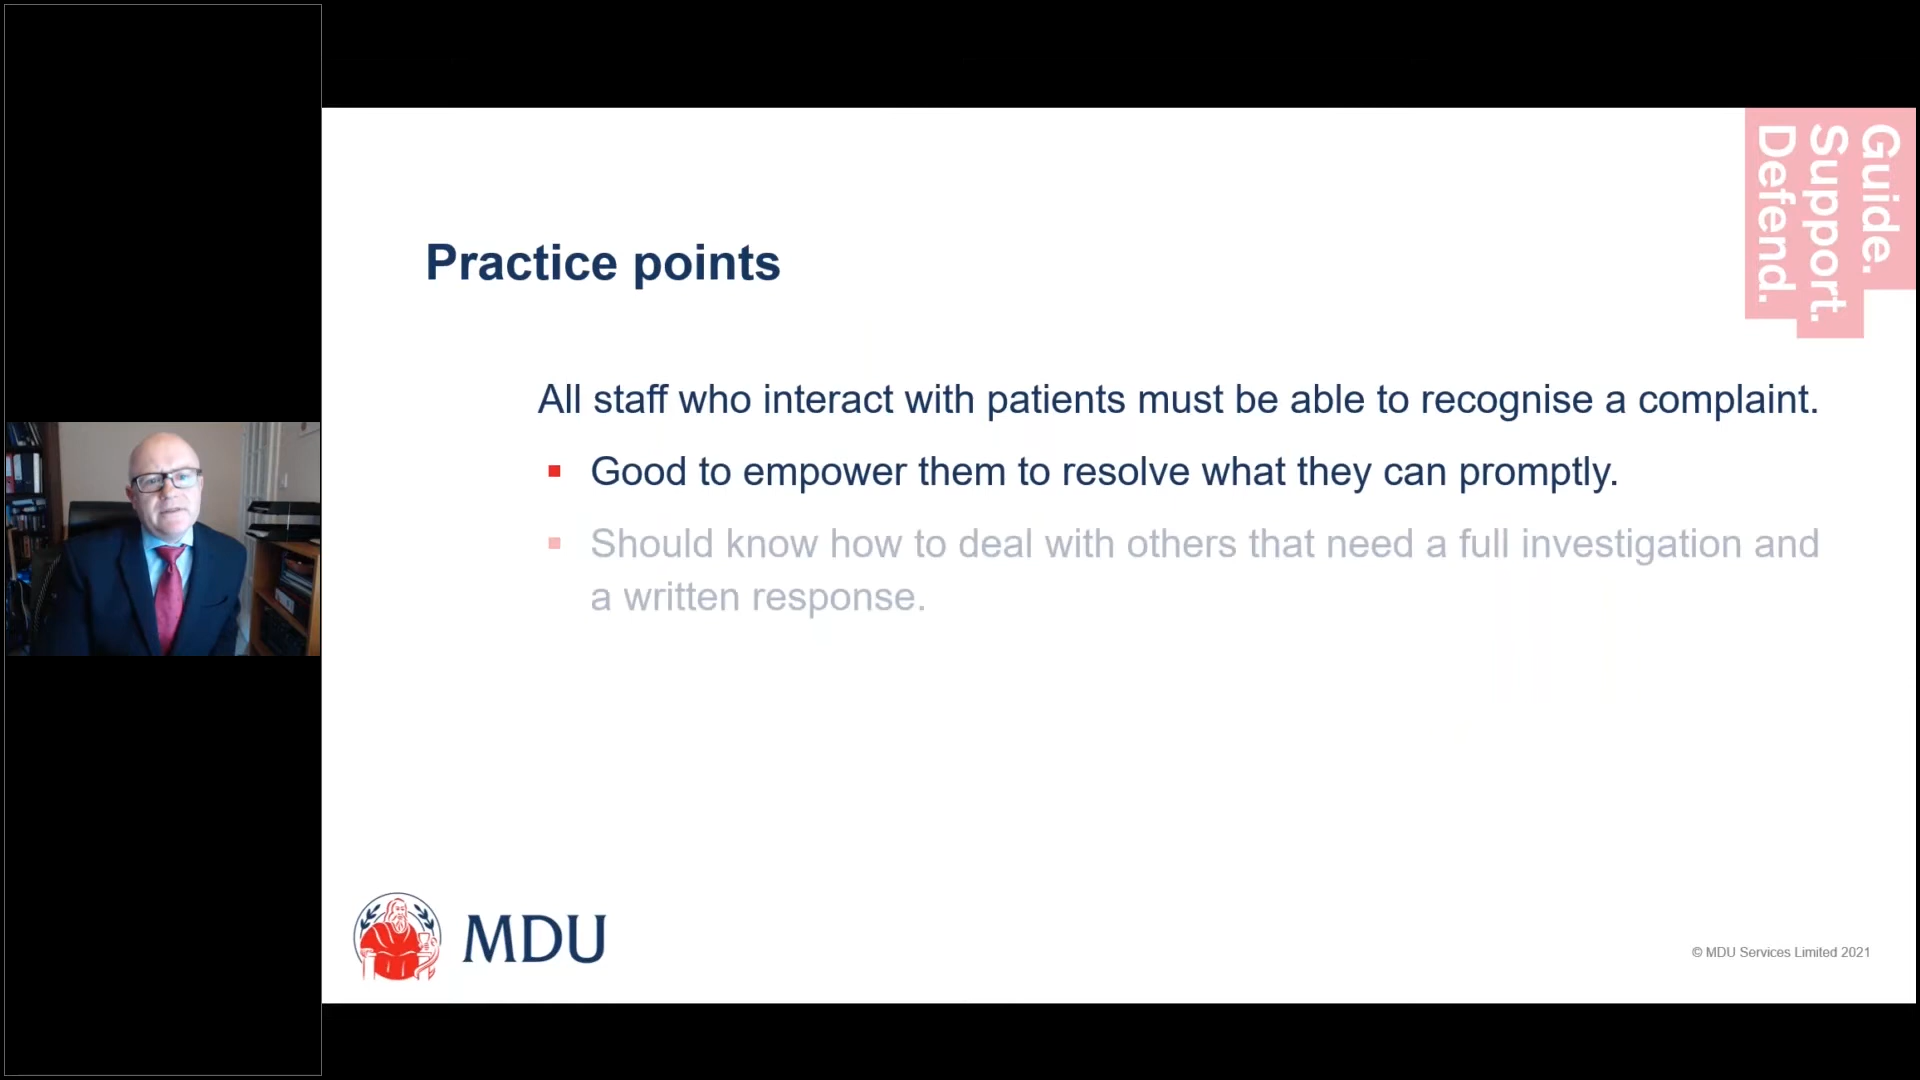 Guide.
Support.
Defend.
Practice points
All staff who interact with patients must be able to recognise a complaint.
Good to empower them to resolve what they can promptly.
Should know how to deal with others that need a full investigation and
a written response.
MDU
© MDU Services Limited 2021